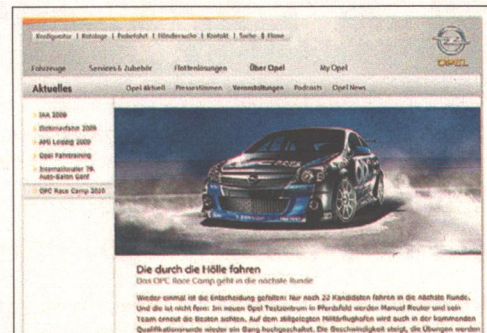 Konfigurator | Kataloge | Probefahrt | Händlersuche | Kontakt | Suche | Home
OPEL
Fahrzeuge Services & Zubehör Flottenlösungen Über Opel My Opel
Aktuelles Opel Aktuell Pressestimmen Veranstaltungen Podcasts Opel News
IAA 2009
2009
AMI Leipzig 2009
Opel Fahrtraining
Internationaler 79.
Auto-Salon Genf
OPC Race Camp 2010
Die durch die Hölle fahren
Das OPC Race Camp geht in die nächste Runde
Wieder einmal ist die Entscheidung gefallen: Nur noch 22 Kandidaten fahren in die nächste Runde.
Und die ist nicht fern: Im neuen Opel Testzentrum in Pferdsfeld werden Manuel Reuter und sein
Team erneut die Besten sichten. Auf dem stillgelegten Militärflughafen wird auch in der kommenden
Qualifikationsrunde wieder ein Gang hochgeschaltet. Die Geschwindigkeit steigt, die Übungen werden